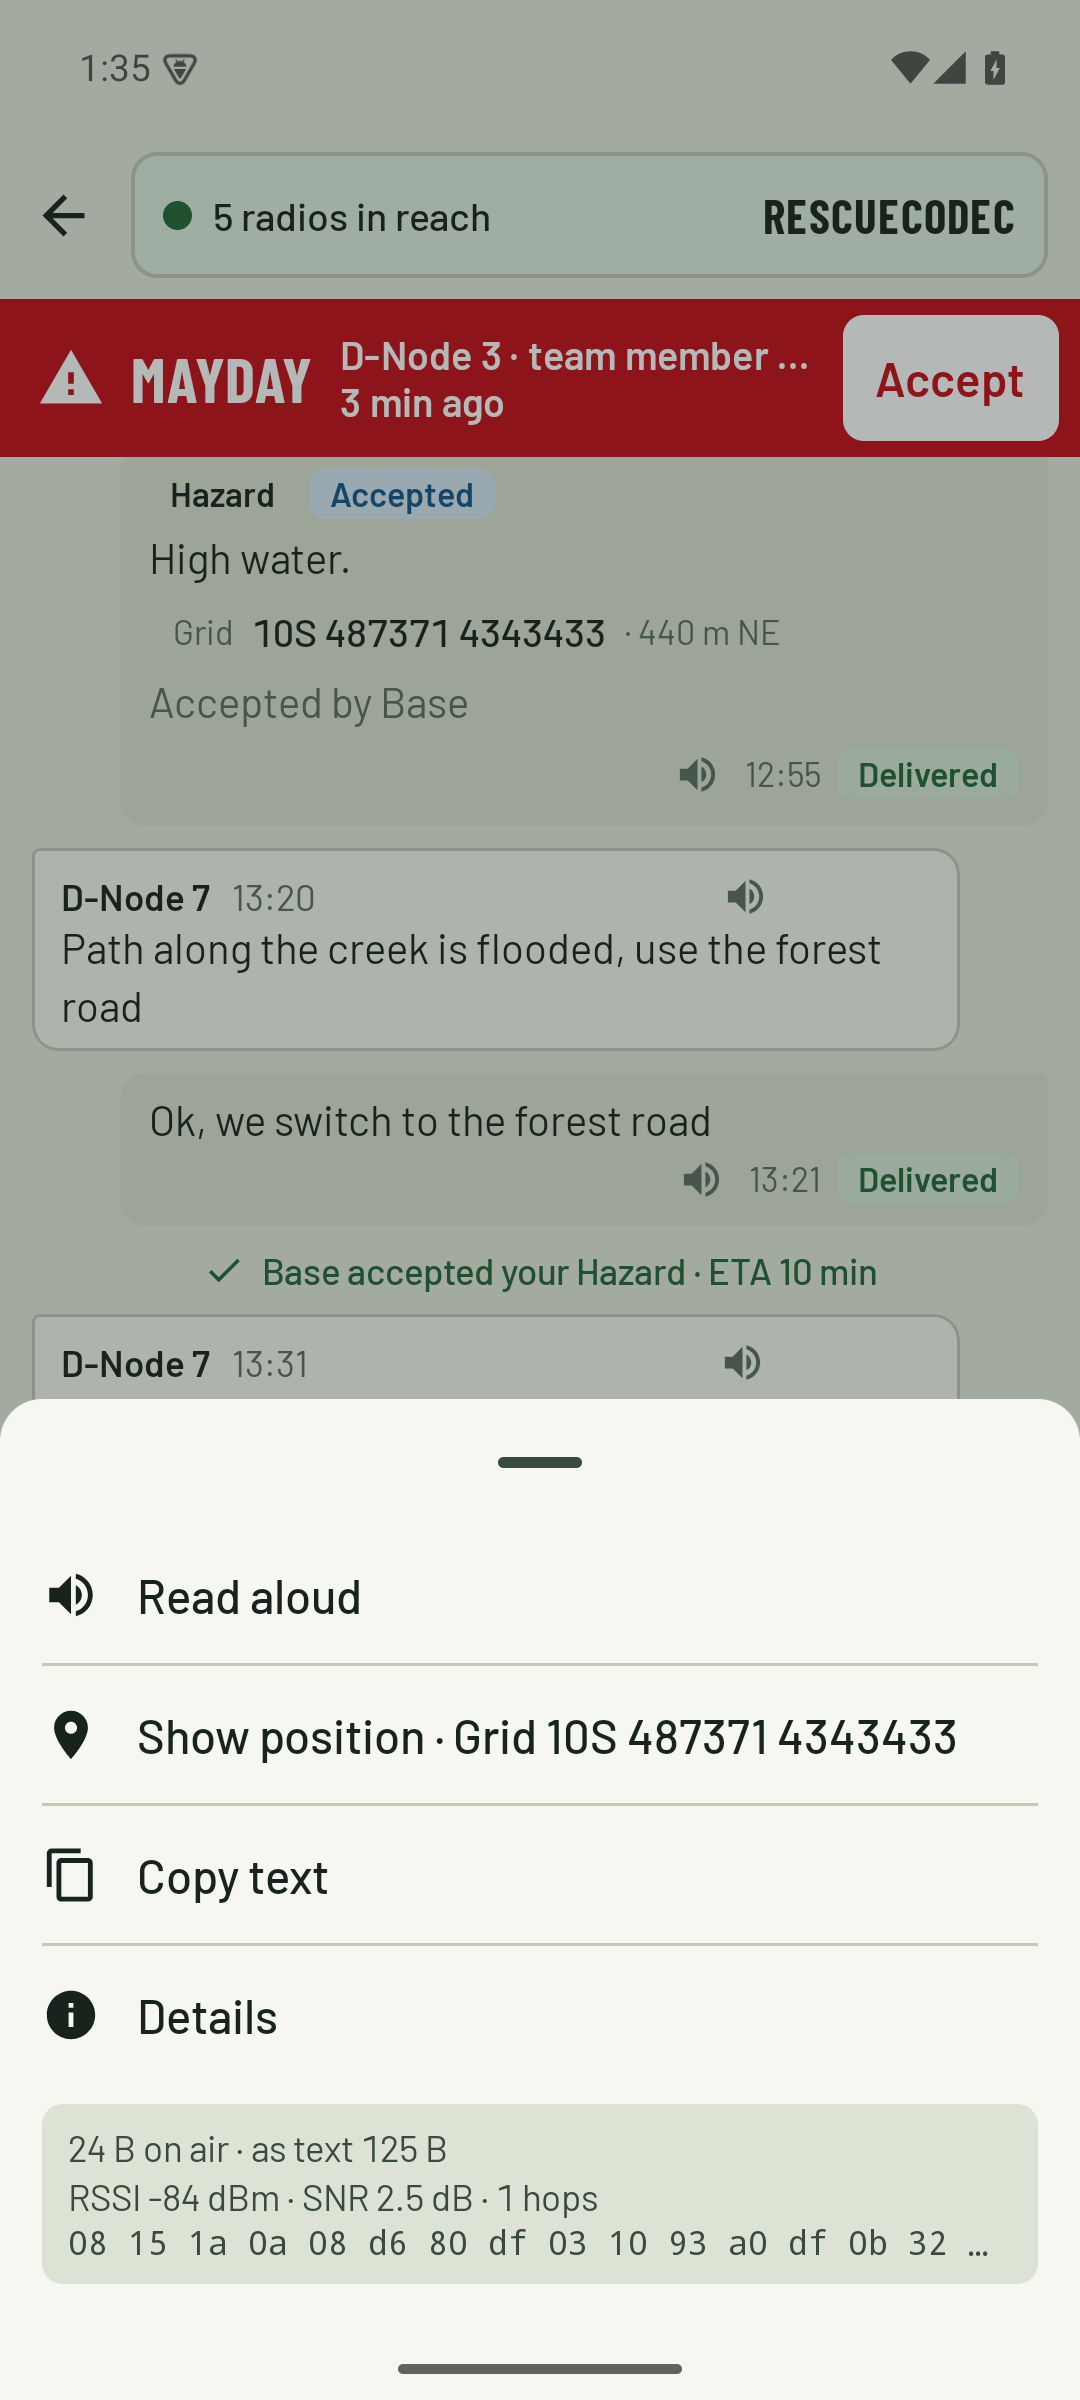 1:35
5 radios in reach
RESCUECODEC
MAYDAY
D-Node 3 · team member ...
3 min ago
Accept
Hazard
Accepted
High water.
Grid 10S 487371 4343433 · 440 m NE
Accepted by Base
12:55 Delivered
D-Node 7 13:20
Path along the creek is flooded, use the forest
road
Ok, we switch to the forest road
13:21 Delivered
Base accepted your Hazard · ETA 10 min
D-Node 7 13:31
Read aloud
Show position · Grid 10S 487371 4343433
Copy text
Details
24 B on air · as text 125 B
RSSI -84 dBm · SNR 2.5 dB · 1 hops
08 15 1a 0a 08 d6 80 df 03 10 93 a0 df 0b 32 …